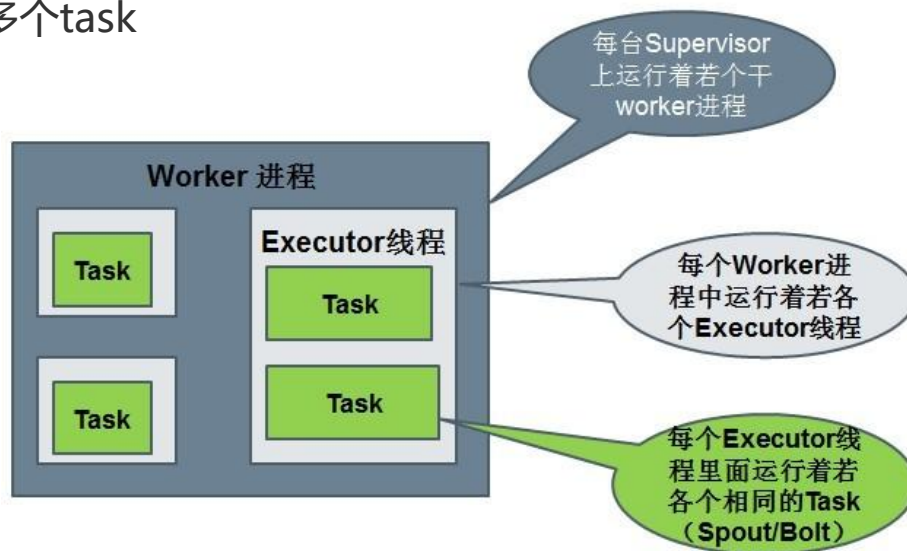 多个task
每台Supervisor
上运行着若个干
worker进程
Worker 进程
Executor线程
Task
Task
Task
Task
每个Worker进
程中运行着若各
个Executor线程
每个Executor线
程里面运行着若
各个相同的Task
（Spout/Bolt）